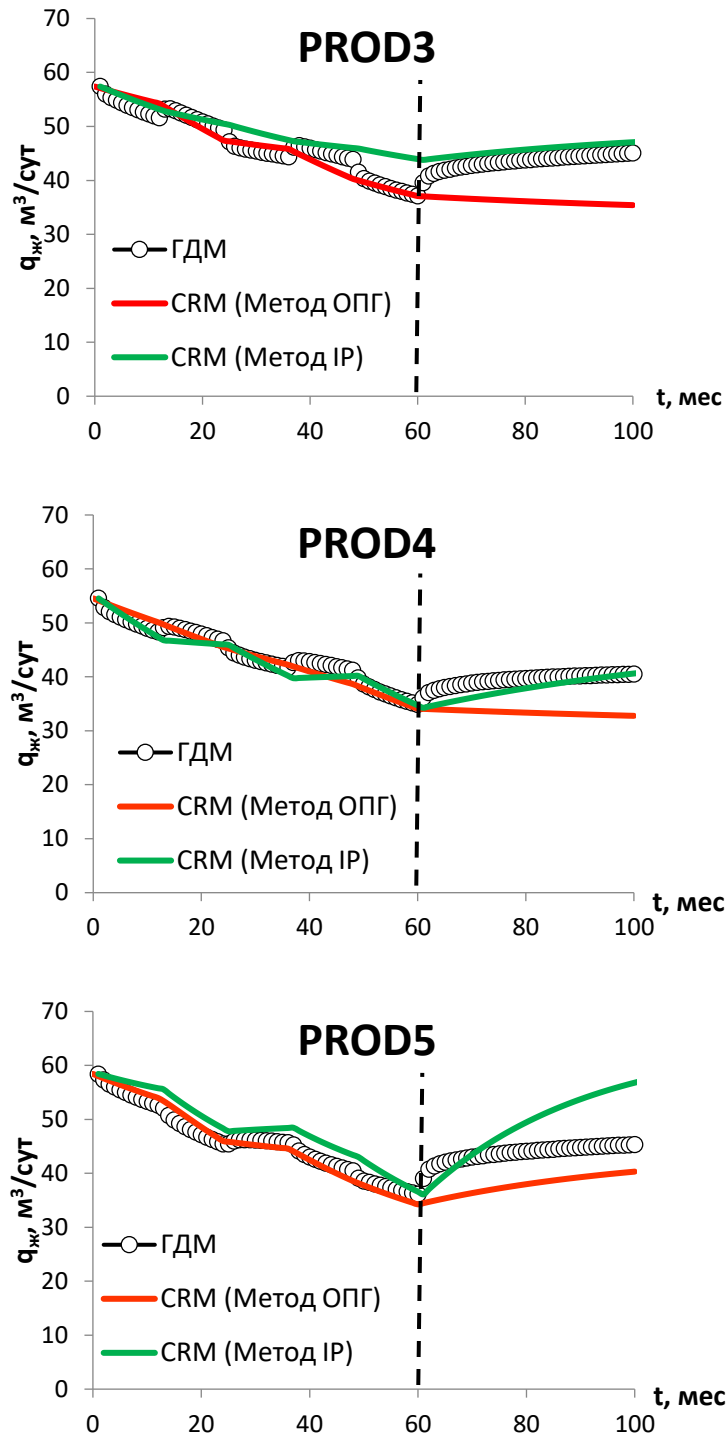 PROD3
qж, м³/сут
70
60
50
40
30
20
10
0
ГДМ
CRM (Метод ОПГ)
CRM (Метод IP)
0 20 40 60 80 100
t, мес
PROD4
qж, м³/сут
70
60
50
40
30
20
10
0
ГДМ
CRM (Метод ОПГ)
CRM (Метод IP)
0 20 40 60 80 100
t, мес
PROD5
qж, м³/сут
70
60
50
40
30
20
10
0
ГДМ
CRM (Метод ОПГ)
CRM (Метод IP)
0 20 40 60 80 100
t, мес